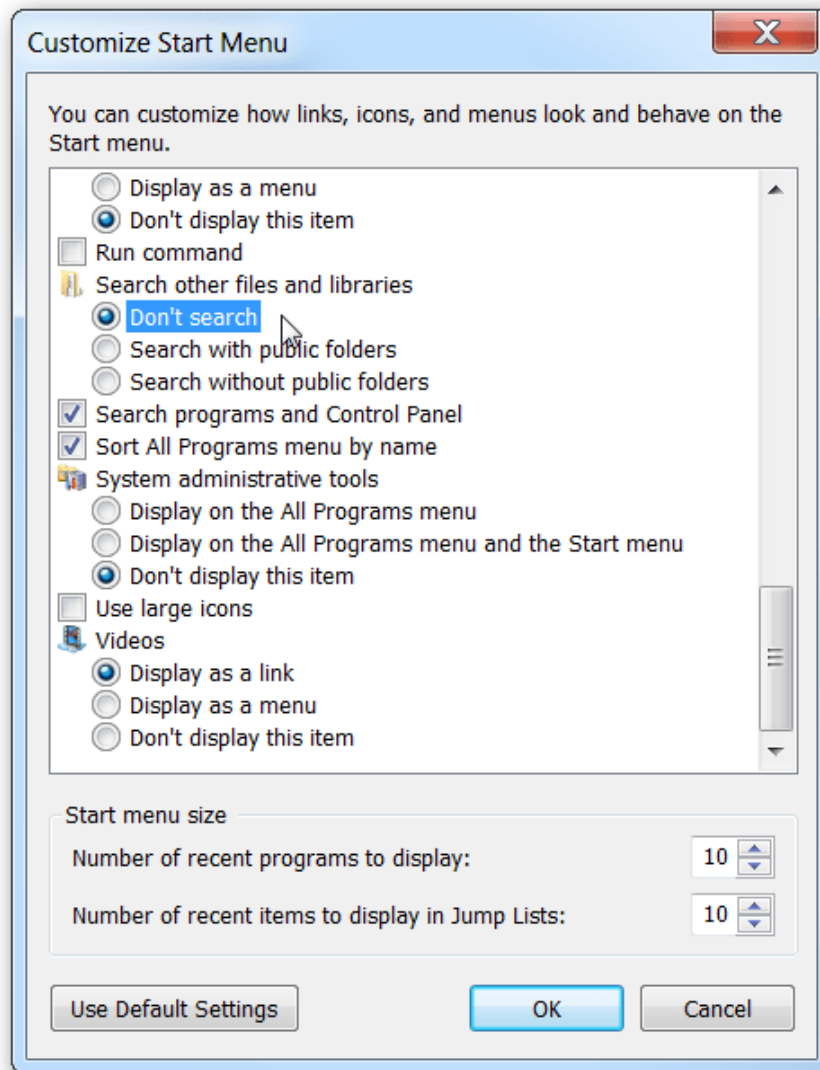 Customize Start Menu
You can customize how links, icons, and menus look and behave on the
Start menu.
Display as a menu
Don't display this item
Run command
Search other files and libraries
Don't search
Search with public folders
Search without public folders
Search programs and Control Panel
Sort All Programs menu by name
System administrative tools
Display on the All Programs menu
Display on the All Programs menu and the Start menu
Don't display this item
Use large icons
Videos
Display as a link
Display as a menu
Don't display this item
Start menu size
Number of recent programs to display: 10
Number of recent items to display in Jump Lists: 10
Use Default Settings OK Cancel